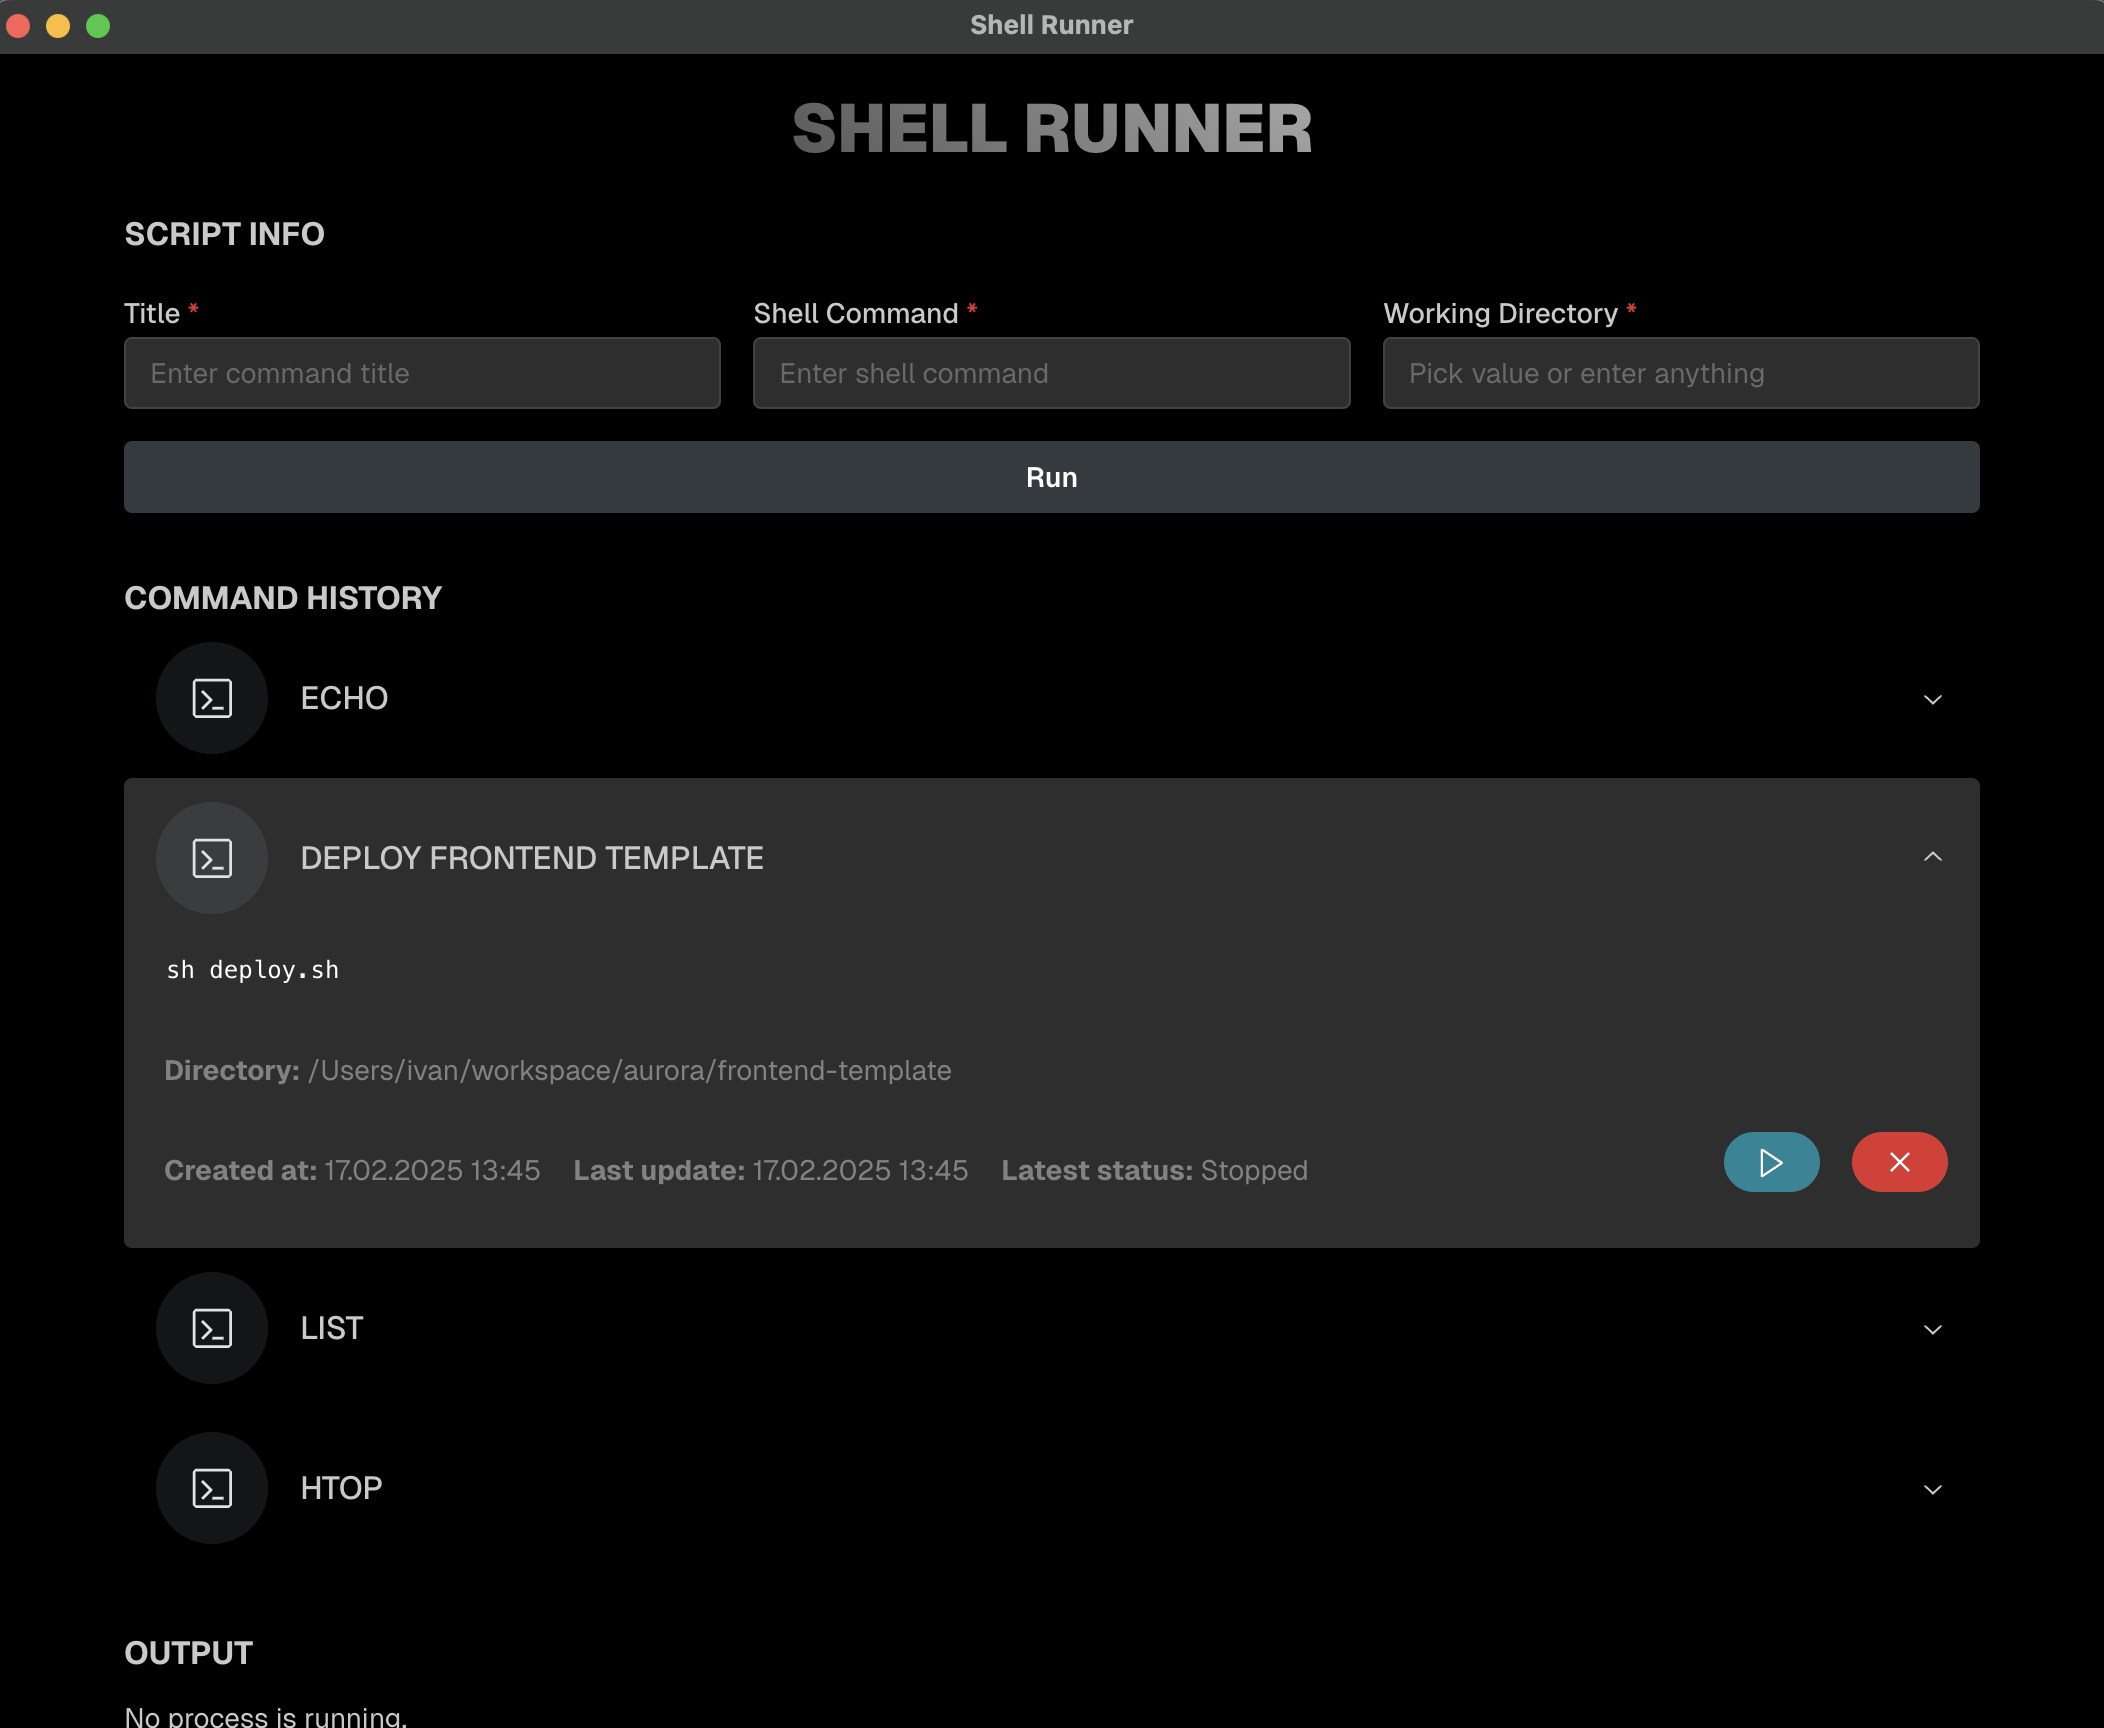 Shell Runner
SHELL RUNNER
SCRIPT INFO
Title *
Shell Command *
Working Directory *
Enter command title
Enter shell command
Pick value or enter anything
Run
COMMAND HISTORY
ECHO
DEPLOY FRONTEND TEMPLATE
sh deploy.sh
Directory: /Users/ivan/workspace/aurora/frontend-template
Created at: 17.02.2025 13:45 Last update: 17.02.2025 13:45 Latest status: Stopped
LIST
HTOP
OUTPUT
No process is running.